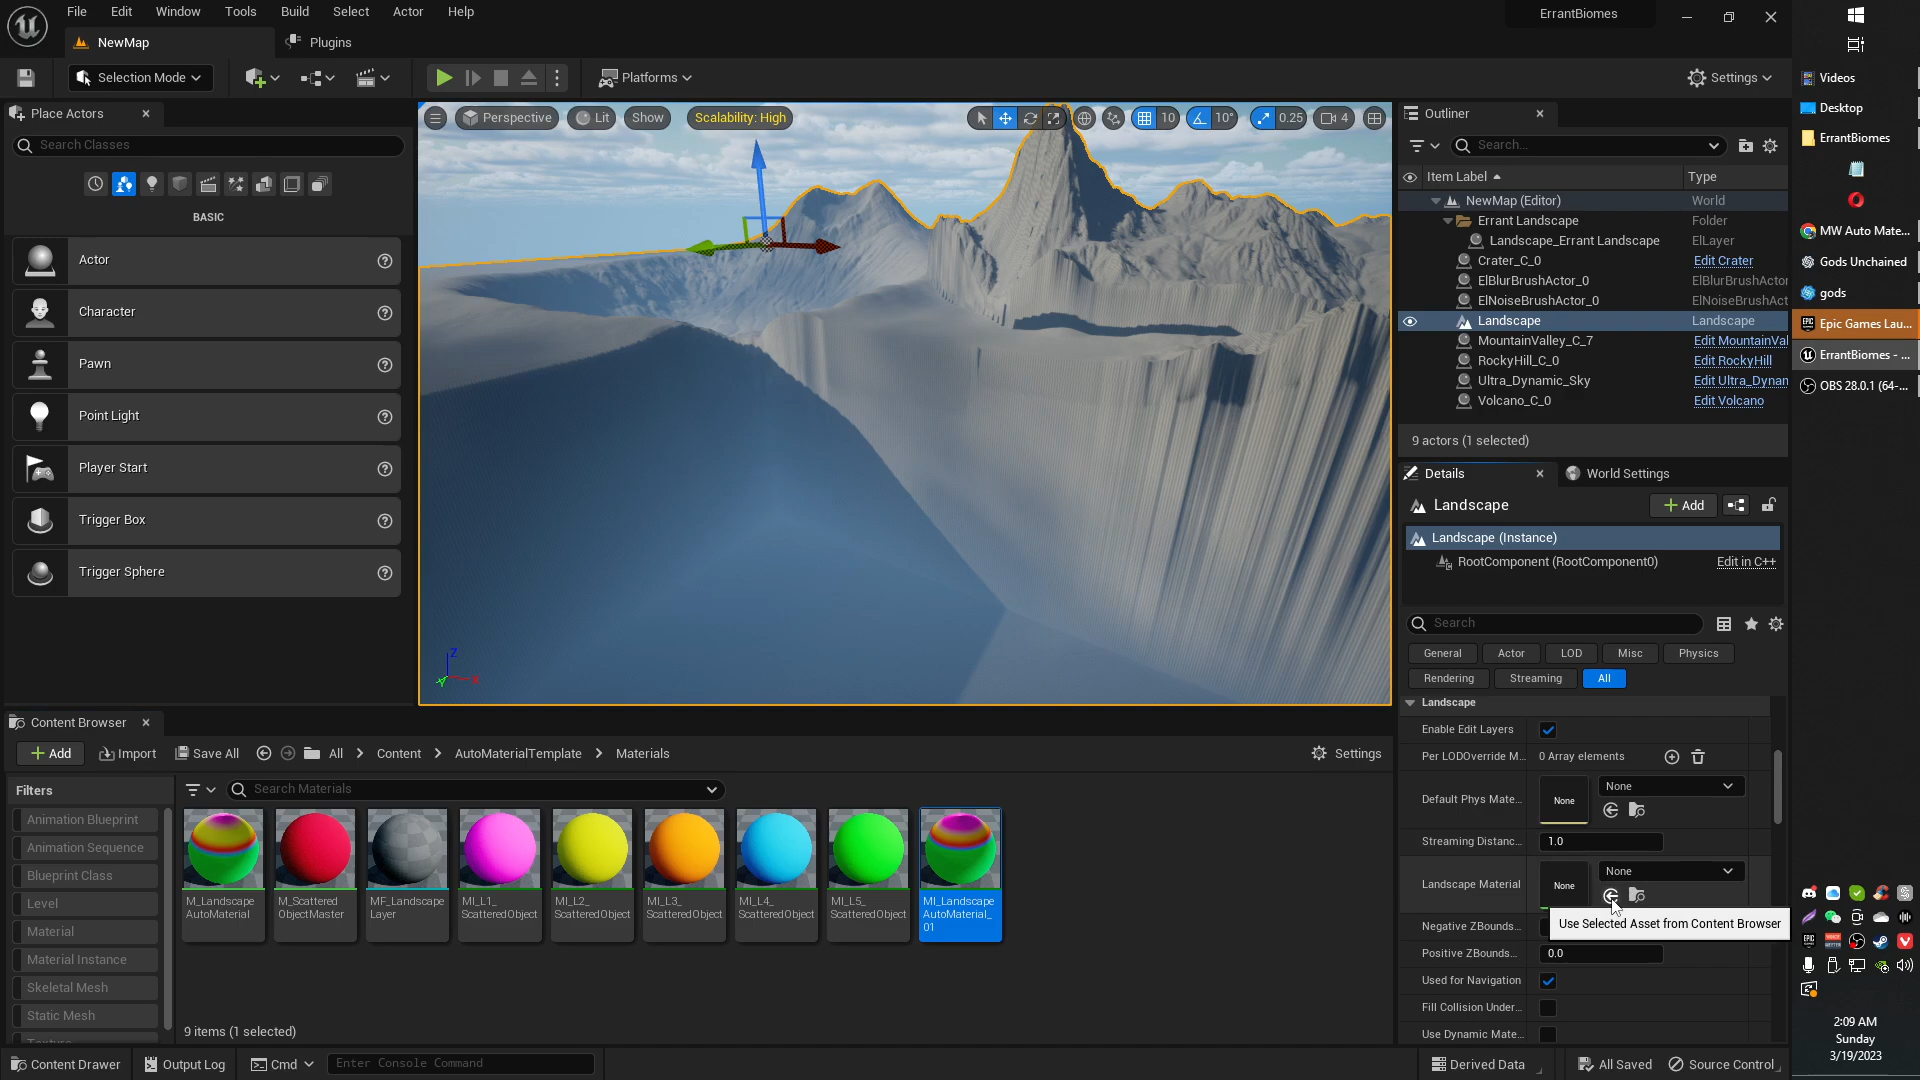 File Edit Window Tools Build Select Actor Help
ErrantBiomes
NewMap
Plugins
Selection Mode
Platforms
Settings
Place Actors
Search Classes
BASIC
Actor
Character
Pawn
Point Light
Player Start
Trigger Box
Trigger Sphere
Perspective
Lit
Show
Scalability: High
10
10°
0.25
4
Z
X
Y
Outliner
Search...
Item Label
Type
NewMap (Editor) World
Errant Landscape Folder
Landscape_Errant Landscape ElLayer
Crater_C_0 Edit Crater
ElBlurBrushActor_0 ElBlurBrushActor
ElNoiseBrushActor_0 ElNoiseBrushAct
Landscape Landscape
MountainValley_C_7 Edit MountainVal
RockyHill_C_0 Edit RockyHill
Ultra_Dynamic_Sky Edit Ultra_Dynan
Volcano_C_0 Edit Volcano
9 actors (1 selected)
Details
World Settings
Landscape
Add
Landscape (Instance)
RootComponent (RootComponent0) Edit in C++
Search
General
Actor
LOD
Misc
Physics
Rendering
Streaming
All
Landscape
Enable Edit Layers
Per LODOverride M... 0 Array elements
Default Phys Mate... None None
Streaming Distanc... 1.0
Landscape Material None None
Use Selected Asset from Content Browser
Negative ZBounds...
Positive ZBounds... 0.0
Used for Navigation
Fill Collision Under...
Use Dynamic Mate...
Content Browser
Add
Import
Save All
All
Content
AutoMaterialTemplate
Materials
Settings
Filters
Search Materials
Animation Blueprint
Animation Sequence
Blueprint Class
Level
Material
Material Instance
Skeletal Mesh
Static Mesh
M_Landscape
AutoMaterial
M_Scattered
ObjectMaster
MF_Landscape
Layer
MI_L1_
ScatteredObject
MI_L2_
ScatteredObject
MI_L3_
ScatteredObject
MI_L4_
ScatteredObject
MI_L5_
ScatteredObject
MI_Landscape
AutoMaterial_
01
9 items (1 selected)
Content Drawer
Output Log
Cmd
Enter Console Command
Derived Data
All Saved
Source Control
Videos
Desktop
ErrantBiomes
MW Auto Mate...
Gods Unchained
gods
Epic Games Lau...
ErrantBiomes - ...
OBS 28.0.1 (64-...
2:09 AM
Sunday
3/19/2023